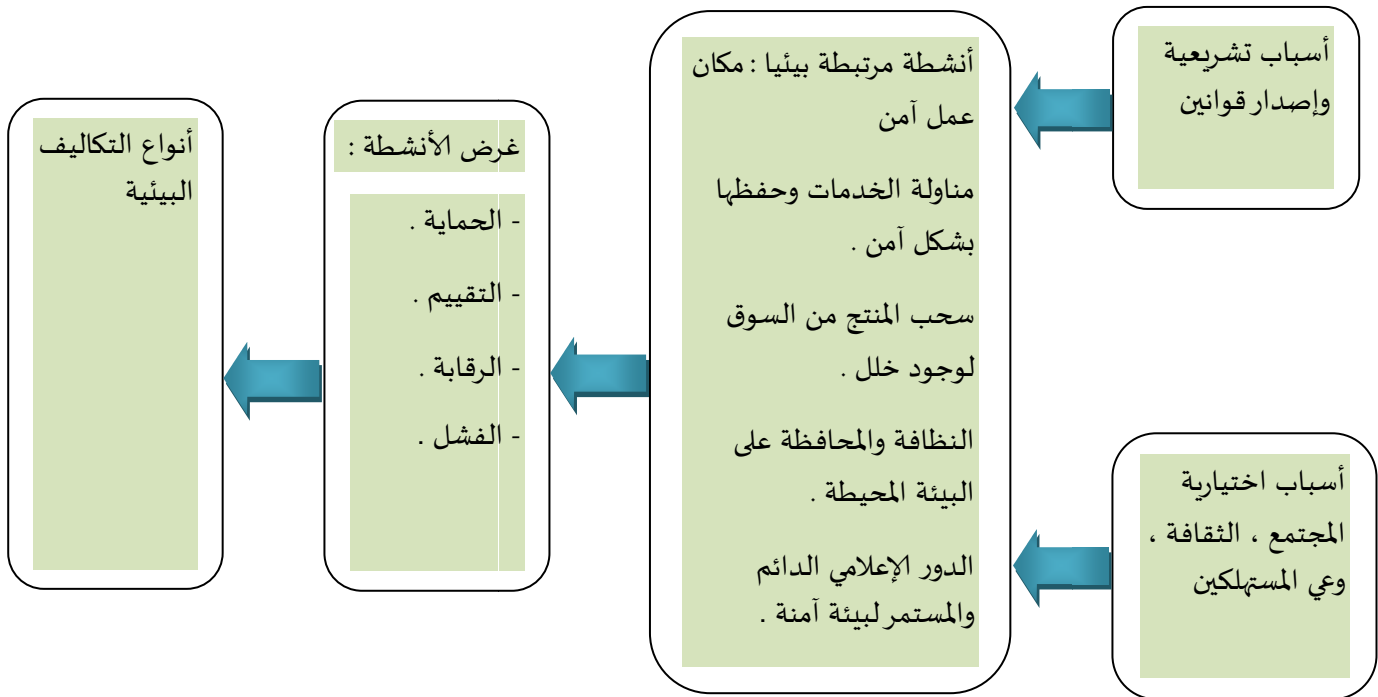 أسباب تشريعية
وإصدار قوانين
أسباب اختيارية
المجتمع ، الثقافة ،
وعي المستهلكين
أنشطة مرتبطة بيئيا : مكان
عمل آمن
مناولة الخدمات وحفظها
بشكل آمن .
سحب المنتج من السوق
لوجود خلل .
النظافة والمحافظة على
البيئة المحيطة .
الدور الإعلامي الدائم
والمستمر لبيئة آمنة .
غرض الأنشطة :
- الحماية .
- التقييم .
- الرقابة .
- الفشل .
أنواع التكاليف
البيئية